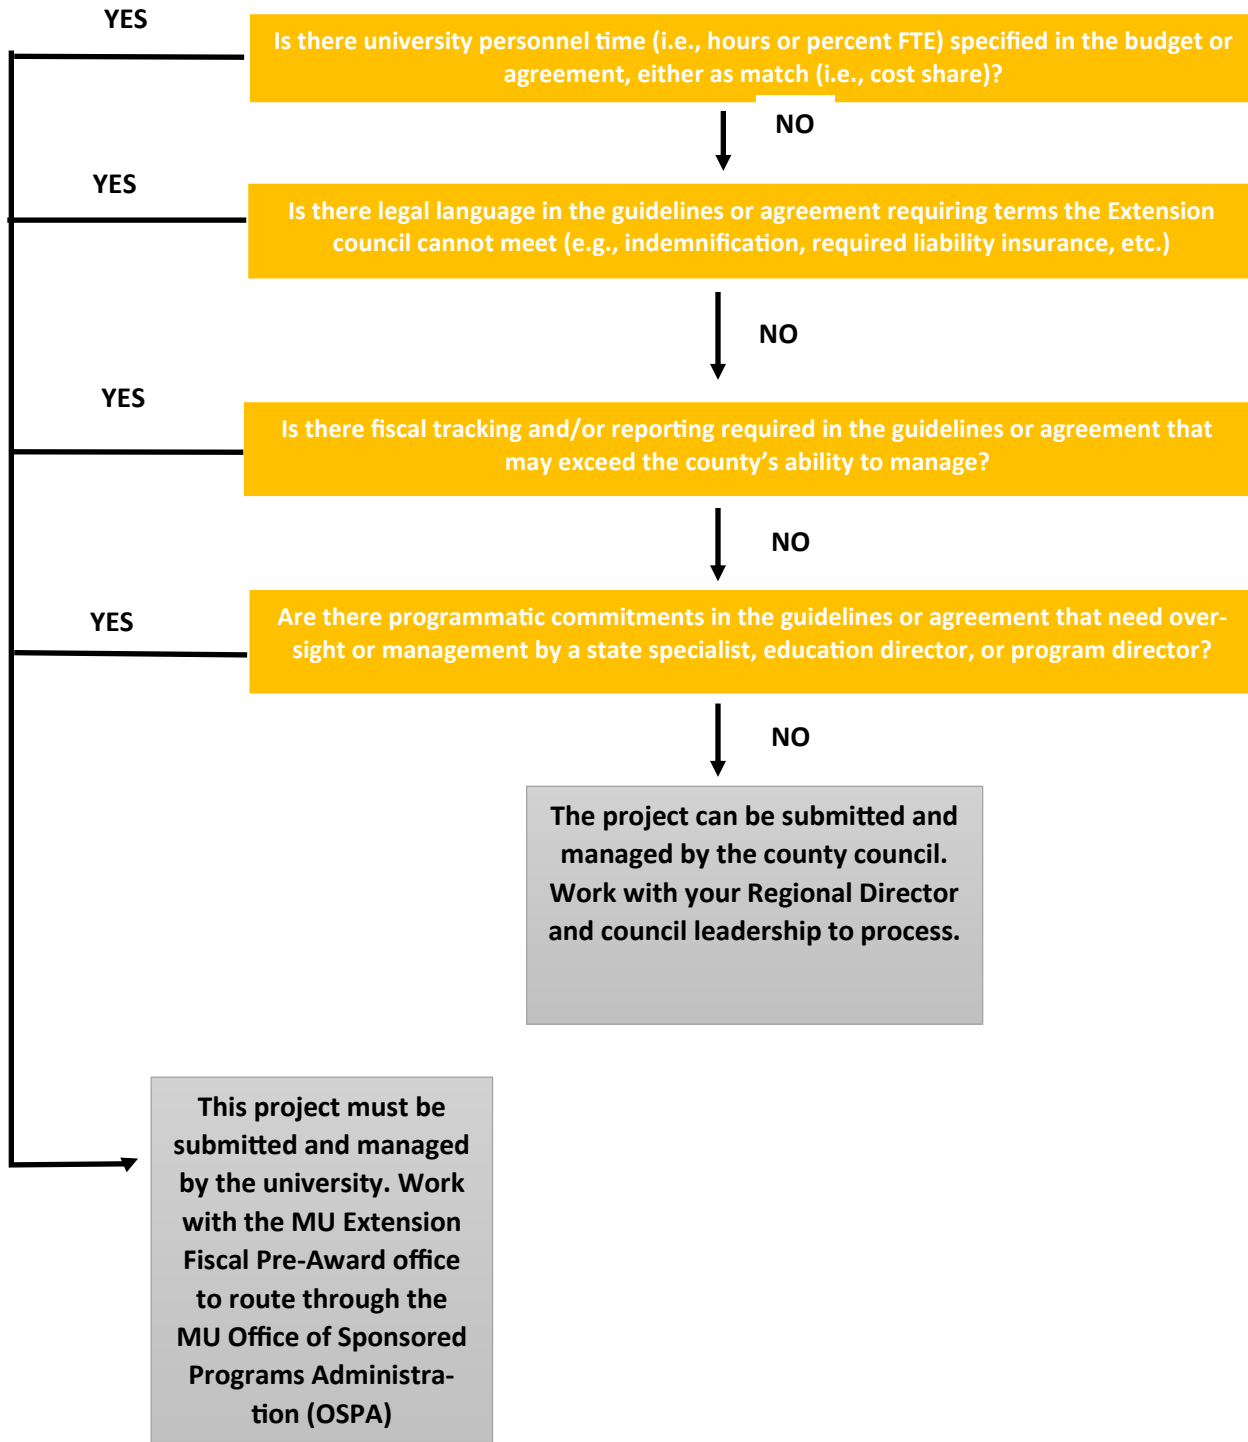 YES
Is there university personnel time (i.e., hours or percent FTE) specified in the budget or
agreement, either as match (i.e., cost share)?
NO
YES
Is there legal language in the guidelines or agreement requiring terms the Extension
council cannot meet (e.g., indemnification, required liability insurance, etc.)
NO
YES
Is there fiscal tracking and/or reporting required in the guidelines or agreement that
may exceed the county’s ability to manage?
NO
YES
Are there programmatic commitments in the guidelines or agreement that need over-
sight or management by a state specialist, education director, or program director?
NO
The project can be submitted and
managed by the county council.
Work with your Regional Director
and council leadership to process.
This project must be
submitted and managed
by the university. Work
with the MU Extension
Fiscal Pre-Award office
to route through the
MU Office of Sponsored
Programs Administra-
tion (OSPA)